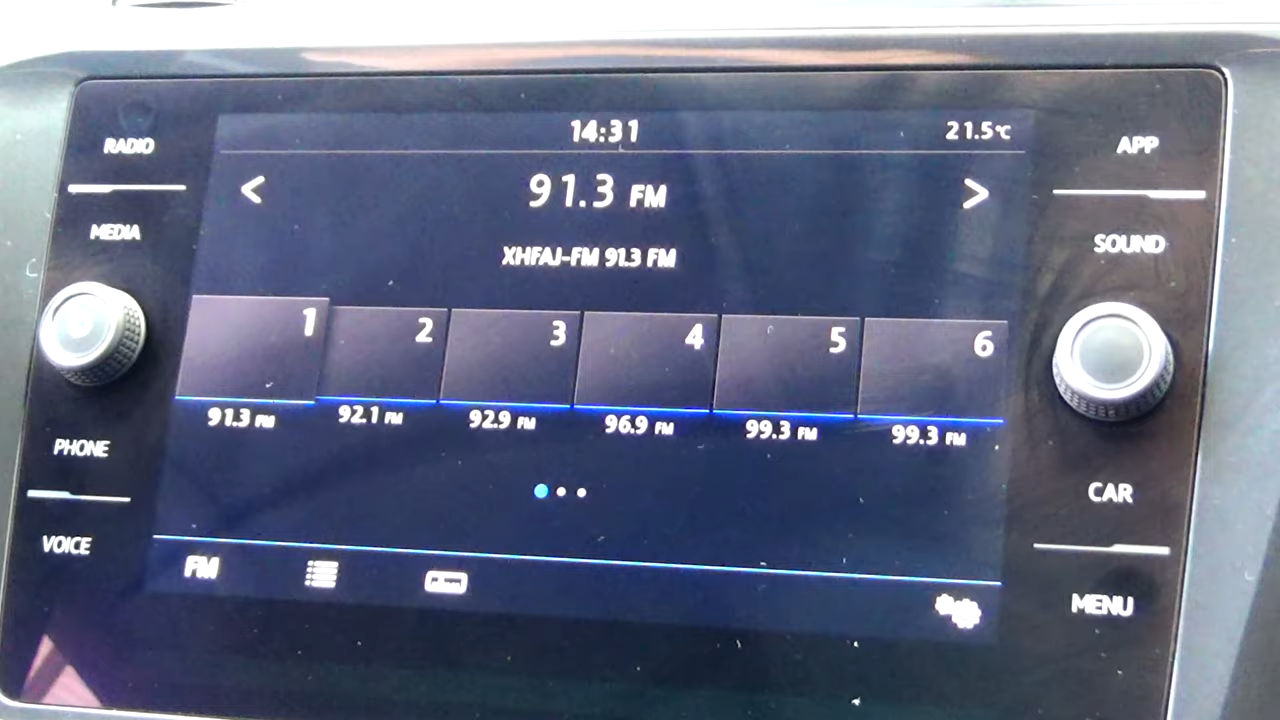 RADIO
MEDIA
PHONE
VOICE
14:31
21.5°C
< 91.3 FM >
XHFAJ-FM 91.3 FM
1 2 3 4 5 6
91.3 FM 92.1 FM 92.9 FM 96.9 FM 99.3 FM 99.3 FM
FM
APP
SOUND
CAR
MENU